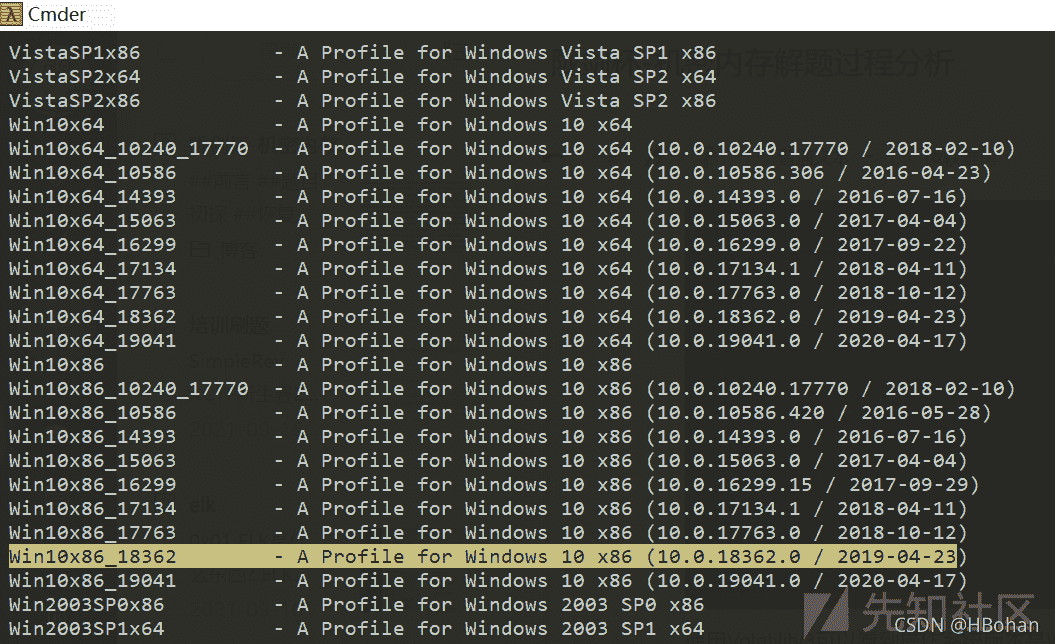 Cmder
VistaSP1x86 - A Profile for Windows Vista SP1 x86
VistaSP2x64 - A Profile for Windows Vista SP2 x64
VistaSP2x86 - A Profile for Windows Vista SP2 x86
Win10x64 - A Profile for Windows 10 x64
Win10x64_10240_17770 - A Profile for Windows 10 x64 (10.0.10240.17770 / 2018-02-10)
Win10x64_10586 - A Profile for Windows 10 x64 (10.0.10586.306 / 2016-04-23)
Win10x64_14393 - A Profile for Windows 10 x64 (10.0.14393.0 / 2016-07-16)
Win10x64_15063 - A Profile for Windows 10 x64 (10.0.15063.0 / 2017-04-04)
Win10x64_16299 - A Profile for Windows 10 x64 (10.0.16299.0 / 2017-09-22)
Win10x64_17134 - A Profile for Windows 10 x64 (10.0.17134.1 / 2018-04-11)
Win10x64_17763 - A Profile for Windows 10 x64 (10.0.17763.0 / 2018-10-12)
Win10x64_18362 - A Profile for Windows 10 x64 (10.0.18362.0 / 2019-04-23)
Win10x64_19041 - A Profile for Windows 10 x64 (10.0.19041.0 / 2020-04-17)
Win10x86 - A Profile for Windows 10 x86
Win10x86_10240_17770 - A Profile for Windows 10 x86 (10.0.10240.17770 / 2018-02-10)
Win10x86_10586 - A Profile for Windows 10 x86 (10.0.10586.420 / 2016-05-28)
Win10x86_14393 - A Profile for Windows 10 x86 (10.0.14393.0 / 2016-07-16)
Win10x86_15063 - A Profile for Windows 10 x86 (10.0.15063.0 / 2017-04-04)
Win10x86_16299 - A Profile for Windows 10 x86 (10.0.16299.15 / 2017-09-29)
Win10x86_17134 - A Profile for Windows 10 x86 (10.0.17134.1 / 2018-04-11)
Win10x86_17763 - A Profile for Windows 10 x86 (10.0.17763.0 / 2018-10-12)
Win10x86_18362 - A Profile for Windows 10 x86 (10.0.18362.0 / 2019-04-23)
Win10x86_19041 - A Profile for Windows 10 x86 (10.0.19041.0 / 2020-04-17)
Win2003SP0x86 - A Profile for Windows 2003 SP0 x86
Win2003SP1x64 - A Profile for Windows 2003 SP1 x64
先知社区
CSDN @HBohan